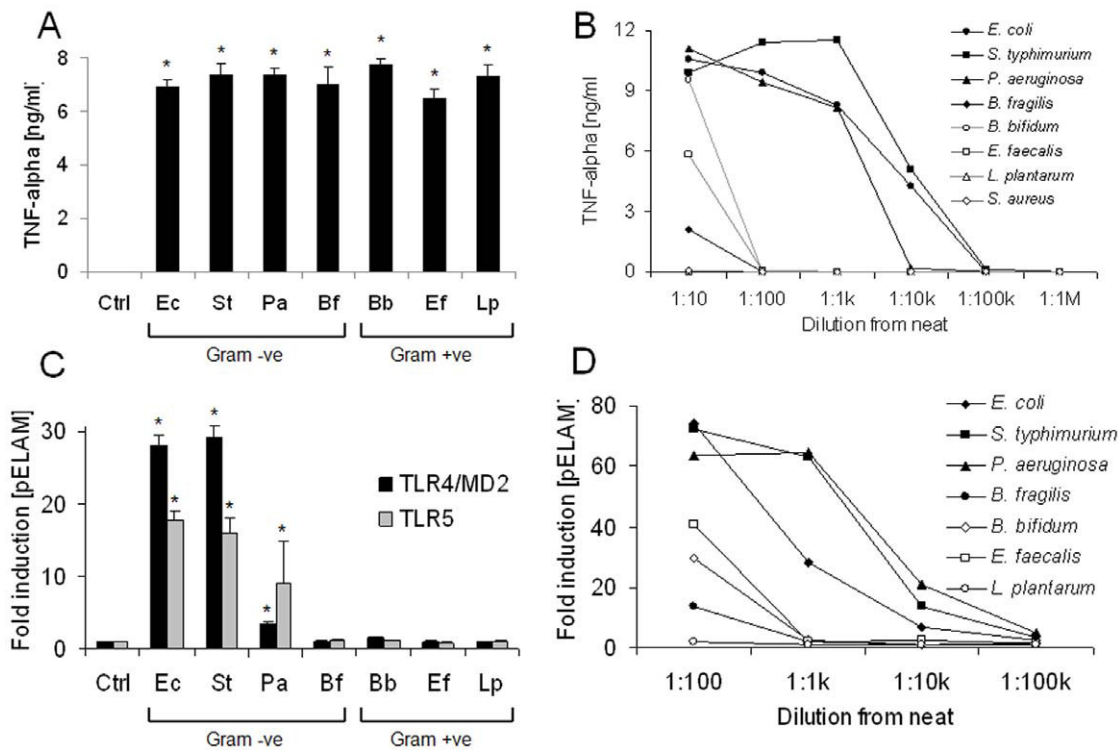 A
TNF-alpha [ng/ml]
8
6
4
2
0
* * * * * * *
Ctrl Ec St Pa Bf Bb Ef Lp
Gram -ve Gram +ve
B
TNF-alpha [ng/ml
12
9
6
3
0
1:10 1:100 1:1k 1:10k 1:100k 1:1M
Dilution from neat
E. coli
S. typhimurium
P. aeruginosa
B. fragilis
B. bifidum
E. faecalis
L. plantarum
S. aureus
C
Fold induction [pELAM]
30
20
10
0
* * * * * *
TLR4/MD2
TLR5
Ctrl Ec St Pa Bf Bb Ef Lp
Gram -ve Gram +ve
D
Fold induction [pELAM]
80
60
40
20
0
1:100 1:1k 1:10k 1:100k
Dilution from neat
E. coli
S. typhimurium
P. aeruginosa
B. fragilis
B. bifidum
E. faecalis
L. plantarum